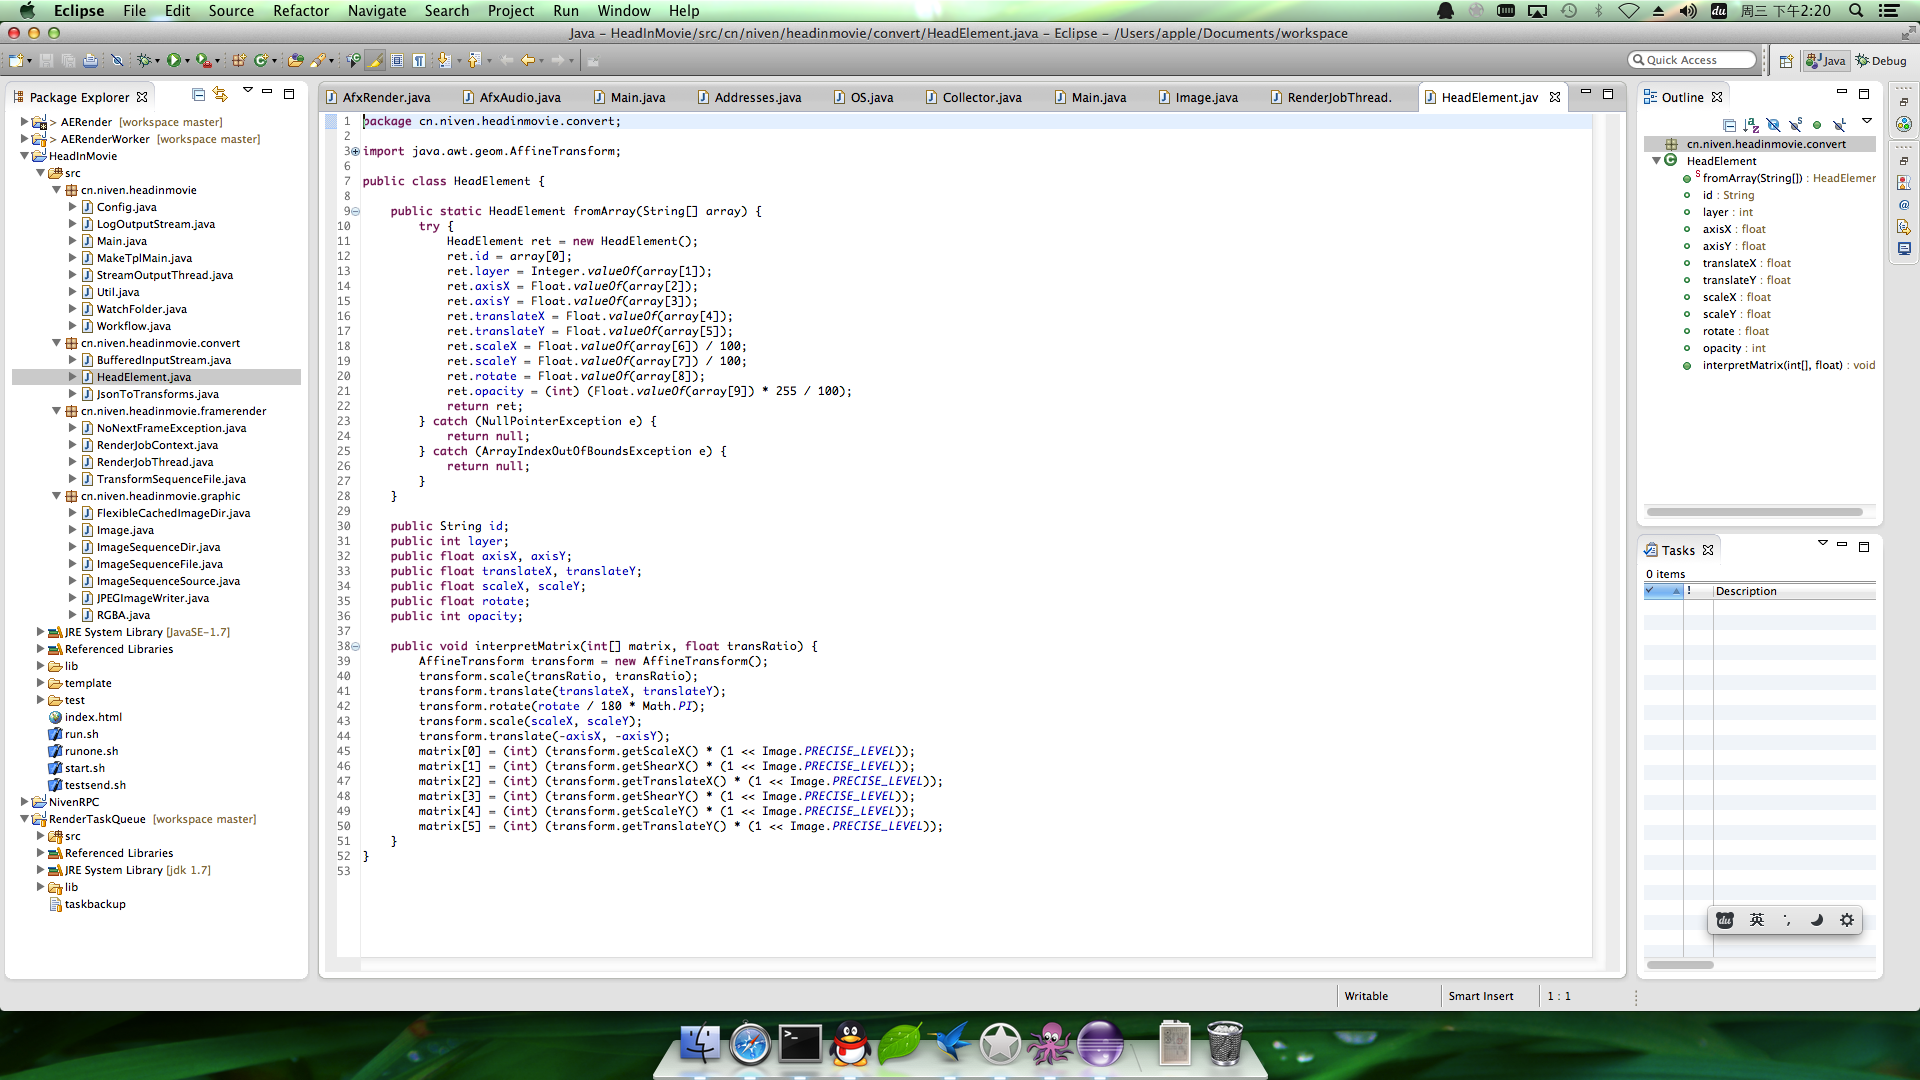 Eclipse File Edit Source Refactor Navigate Search Project Run Window Help
周三 下午2:20
Java - HeadInMovie/src/cn/niven/headinmovie/convert/HeadElement.java - Eclipse - /Users/apple/Documents/workspace
Quick Access
Java
Debug
Package Explorer
> AERender [workspace master]
> AERenderWorker [workspace master]
HeadInMovie
src
cn.niven.headinmovie
Config.java
LogOutputStream.java
Main.java
MakeTplMain.java
StreamOutputThread.java
Util.java
WatchFolder.java
Workflow.java
cn.niven.headinmovie.convert
BufferedInputStream.java
HeadElement.java
JsonToTransforms.java
cn.niven.headinmovie.framerender
NoNextFrameException.java
RenderJobContext.java
RenderJobThread.java
TransformSequenceFile.java
cn.niven.headinmovie.graphic
FlexibleCachedImageDir.java
Image.java
ImageSequenceDir.java
ImageSequenceFile.java
ImageSequenceSource.java
JPEGImageWriter.java
RGBA.java
JRE System Library [JavaSE-1.7]
Referenced Libraries
lib
template
test
index.html
run.sh
runone.sh
start.sh
testsend.sh
NivenRPC
RenderTaskQueue [workspace master]
src
Referenced Libraries
JRE System Library [jdk 1.7]
lib
taskbackup
AfxRender.java AfxAudio.java Main.java Addresses.java OS.java Collector.java Main.java Image.java RenderJobThread. HeadElement.jav
1 package cn.niven.headinmovie.convert;
2
3 import java.awt.geom.AffineTransform;
6
7 public class HeadElement {
8
9 public static HeadElement fromArray(String[] array) {
10 try {
11 HeadElement ret = new HeadElement();
12 ret.id = array[0];
13 ret.layer = Integer.valueOf(array[1]);
14 ret.axisX = Float.valueOf(array[2]);
15 ret.axisY = Float.valueOf(array[3]);
16 ret.translateX = Float.valueOf(array[4]);
17 ret.translateY = Float.valueOf(array[5]);
18 ret.scaleX = Float.valueOf(array[6]) / 100;
19 ret.scaleY = Float.valueOf(array[7]) / 100;
20 ret.rotate = Float.valueOf(array[8]);
21 ret.opacity = (int) (Float.valueOf(array[9]) * 255 / 100);
22 return ret;
23 } catch (NullPointerException e) {
24 return null;
25 } catch (ArrayIndexOutOfBoundsException e) {
26 return null;
27 }
28 }
29
30 public String id;
31 public int layer;
32 public float axisX, axisY;
33 public float translateX, translateY;
34 public float scaleX, scaleY;
35 public float rotate;
36 public int opacity;
37
38 public void interpretMatrix(int[] matrix, float transRatio) {
39 AffineTransform transform = new AffineTransform();
40 transform.scale(transRatio, transRatio);
41 transform.translate(translateX, translateY);
42 transform.rotate(rotate / 180 * Math.PI);
43 transform.scale(scaleX, scaleY);
44 transform.translate(-axisX, -axisY);
45 matrix[0] = (int) (transform.getScaleX() * (1 << Image.PRECISE_LEVEL));
46 matrix[1] = (int) (transform.getShearX() * (1 << Image.PRECISE_LEVEL));
47 matrix[2] = (int) (transform.getTranslateX() * (1 << Image.PRECISE_LEVEL));
48 matrix[3] = (int) (transform.getShearY() * (1 << Image.PRECISE_LEVEL));
49 matrix[4] = (int) (transform.getScaleY() * (1 << Image.PRECISE_LEVEL));
50 matrix[5] = (int) (transform.getTranslateY() * (1 << Image.PRECISE_LEVEL));
51 }
52 }
53
Outline
cn.niven.headinmovie.convert
HeadElement
fromArray(String[]) : HeadElemer
id : String
layer : int
axisX : float
axisY : float
translateX : float
translateY : float
scaleX : float
scaleY : float
rotate : float
opacity : int
interpretMatrix(int[], float) : void
Tasks
0 items
! Description
du 英
Writable
Smart Insert
1 : 1